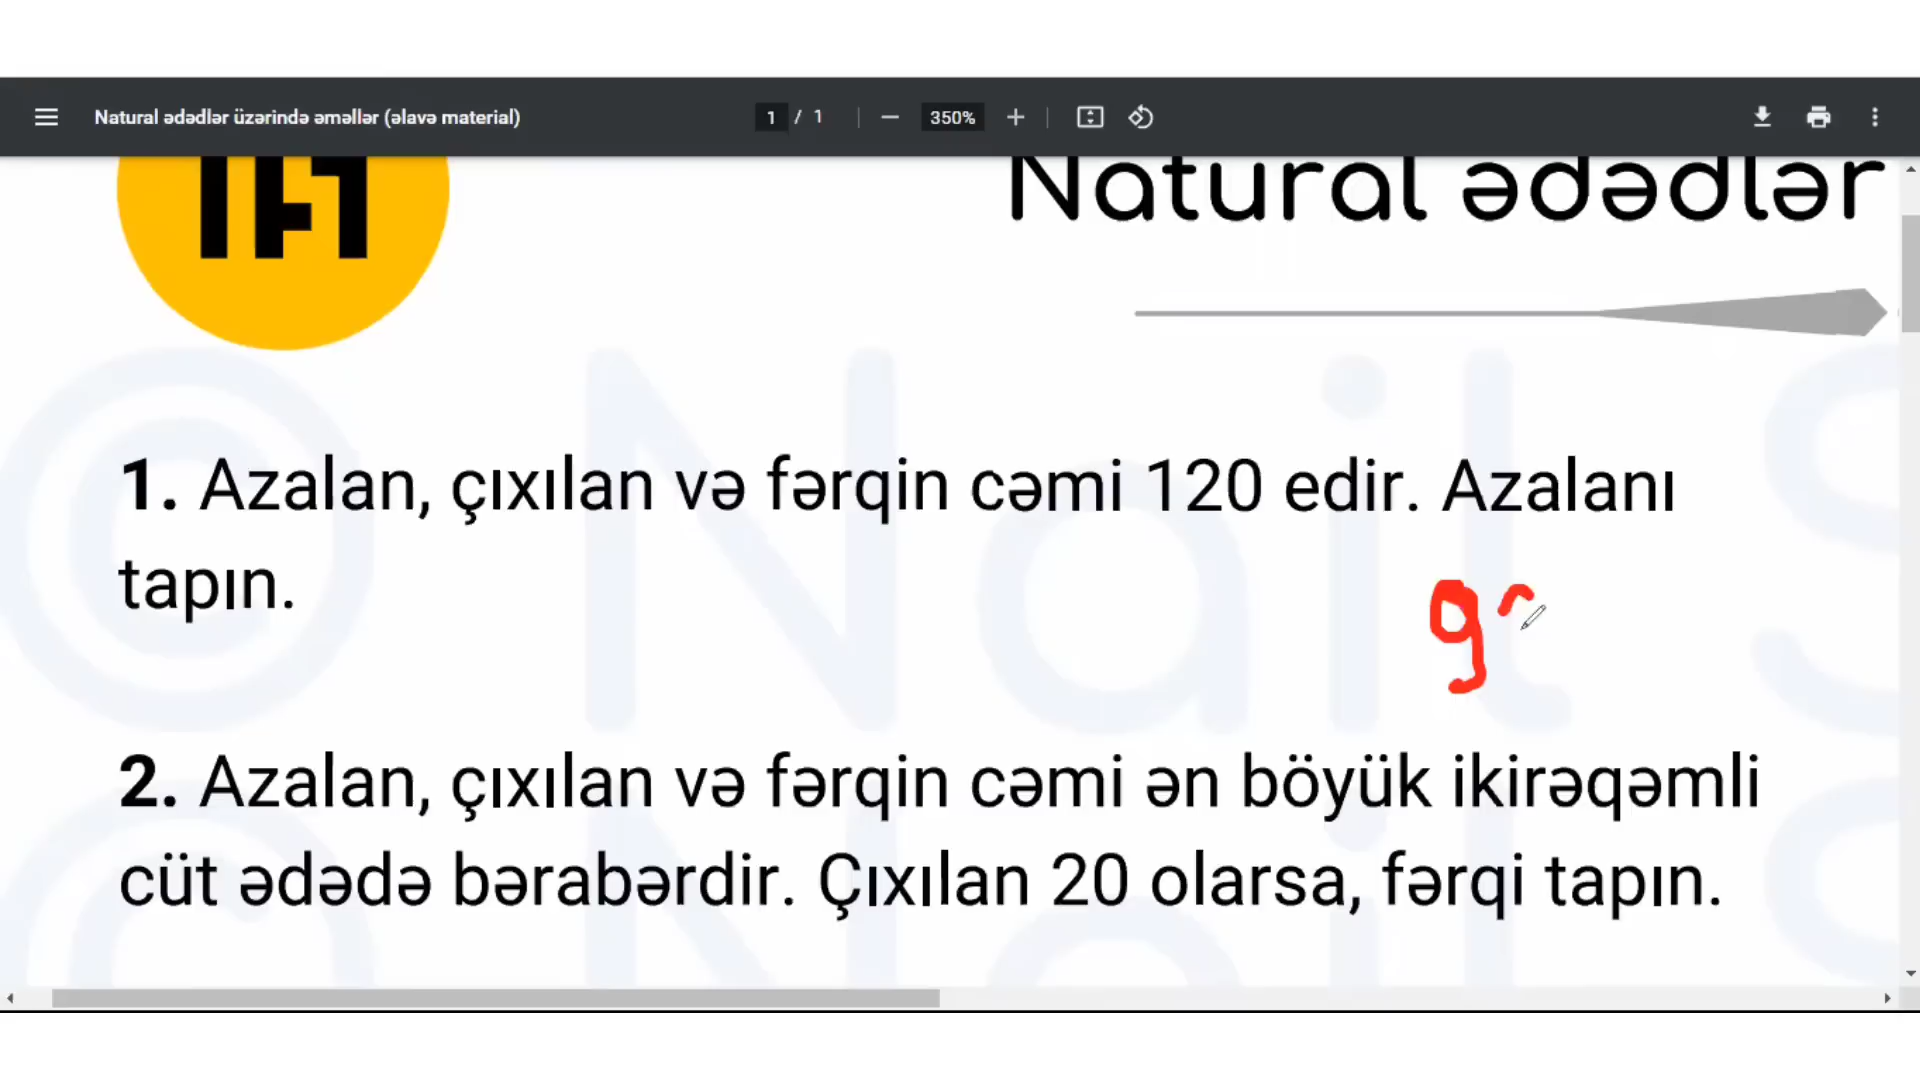 Natural ədədlər üzərində əməllər (əlavə material)
1 / 1
350%
Natural ədədlər
1. Azalan, çıxılan və fərqin cəmi 120 edir. Azalanı
tapın.
9
2. Azalan, çıxılan və fərqin cəmi ən böyük ikirəqəmli
cüt ədədə bərabərdir. Çıxılan 20 olarsa, fərqi tapın.
© Nail S